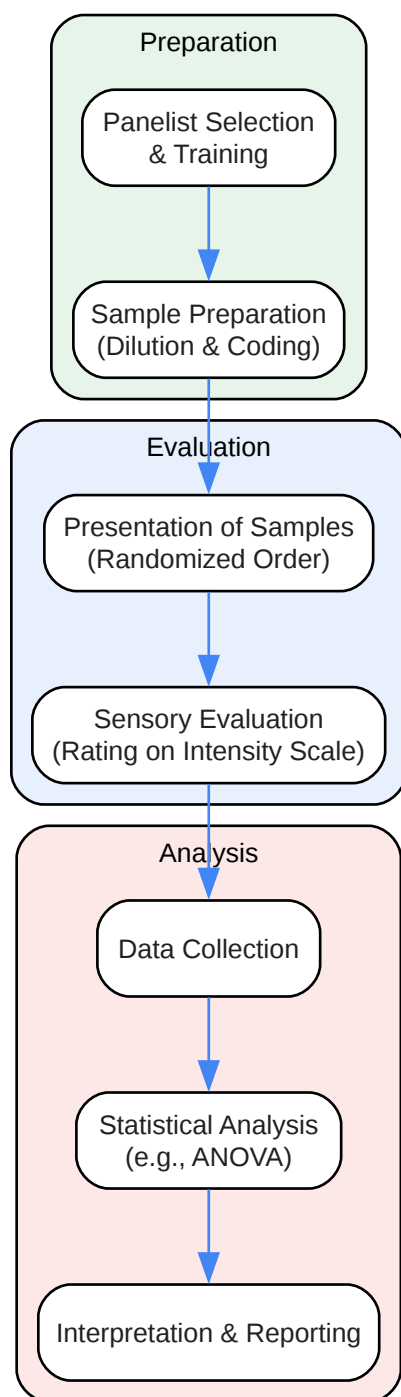 Preparation
Panelist Selection
& Training
Sample Preparation
(Dilution & Coding)
Evaluation
Presentation of Samples
(Randomized Order)
Sensory Evaluation
(Rating on Intensity Scale)
Analysis
Data Collection
Statistical Analysis
(e.g., ANOVA)
Interpretation & Reporting